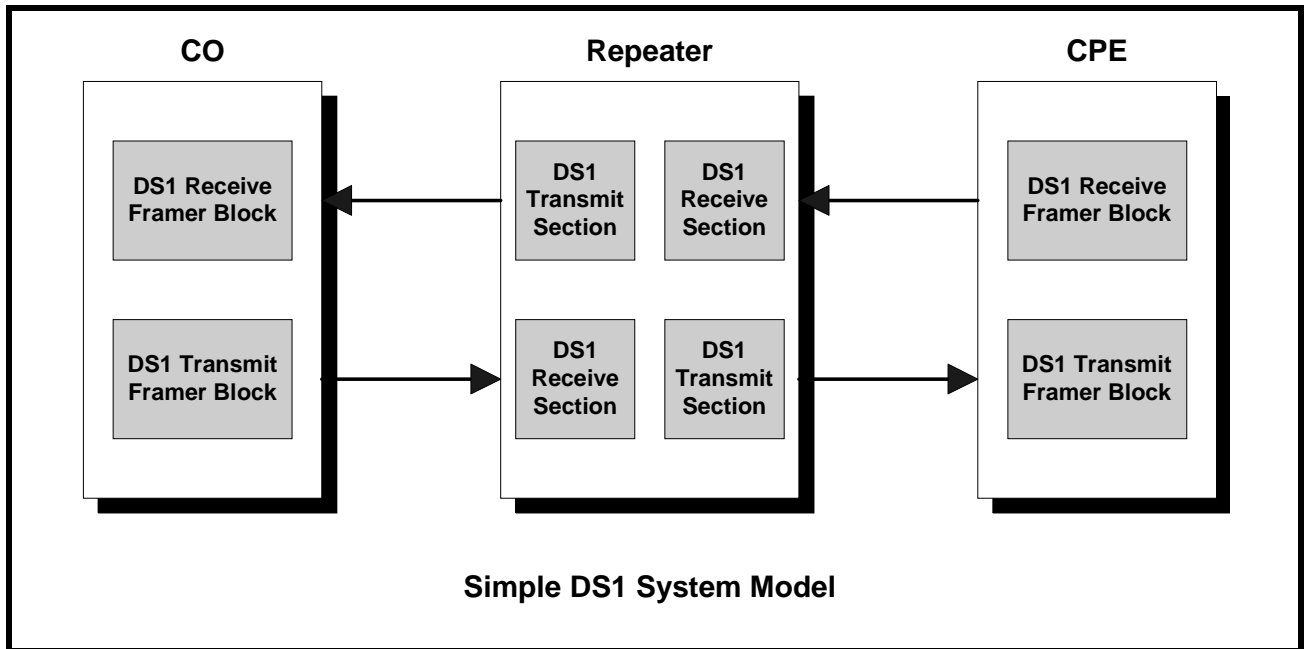 CO
Repeater
CPE
DS1 Receive
Framer Block
DS1
Transmit
Section
DS1
Receive
Section
DS1 Receive
Framer Block
DS1 Transmit
Framer Block
DS1
Receive
Section
DS1
Transmit
Section
DS1 Transmit
Framer Block
Simple DS1 System Model